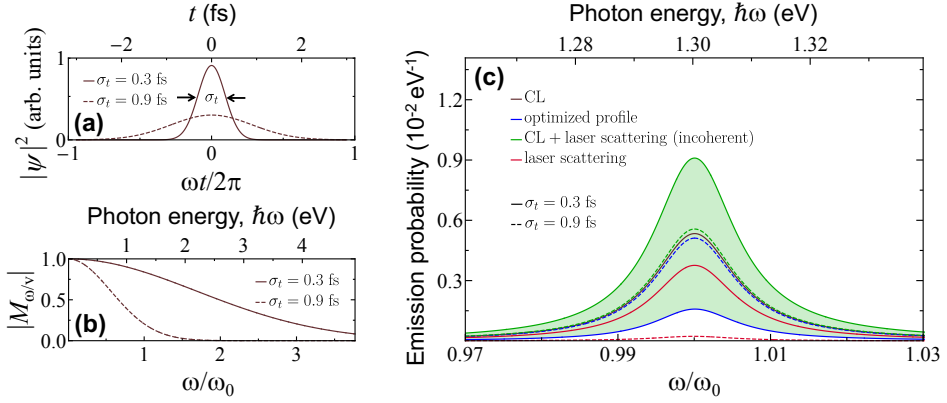 t (fs)
−2 0 2
|ψ|² (arb. units)
1
0
σt = 0.3 fs
σt = 0.9 fs
σt
(a)
−1 0 1
ωt/2π
Photon energy, ħω (eV)
1 2 3 4
|Mω/v|
1.0
0.5
0.0
σt = 0.3 fs
σt = 0.9 fs
(b)
1 2 3
ω/ω0
Photon energy, ħω (eV)
1.28 1.30 1.32
Emission probability (10⁻² eV⁻¹)
(c)
1.2
0.9
0.6
0.3
CL
optimized profile
CL + laser scattering (incoherent)
laser scattering
σt = 0.3 fs
σt = 0.9 fs
0.97 0.99 1.01 1.03
ω/ω0